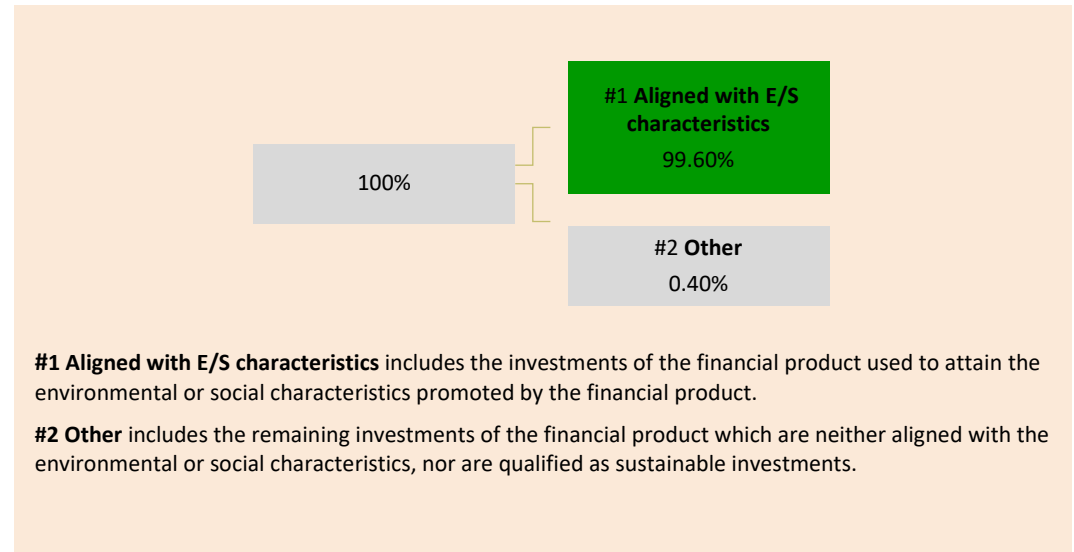 100%
#1 Aligned with E/S
characteristics
99.60%
#2 Other
0.40%
#1 Aligned with E/S characteristics includes the investments of the financial product used to attain the
environmental or social characteristics promoted by the financial product.
#2 Other includes the remaining investments of the financial product which are neither aligned with the
environmental or social characteristics, nor are qualified as sustainable investments.